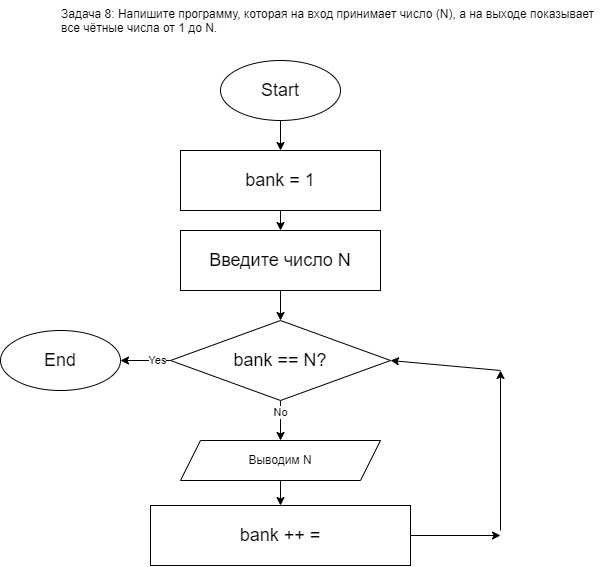 Задача 8: Напишите программу, которая на вход принимает число (N), а на выходе показывает
все чётные числа от 1 до N.
Start
bank = 1
Введите число N
End
Yes
bank == N?
No
Выводим N
bank ++ =